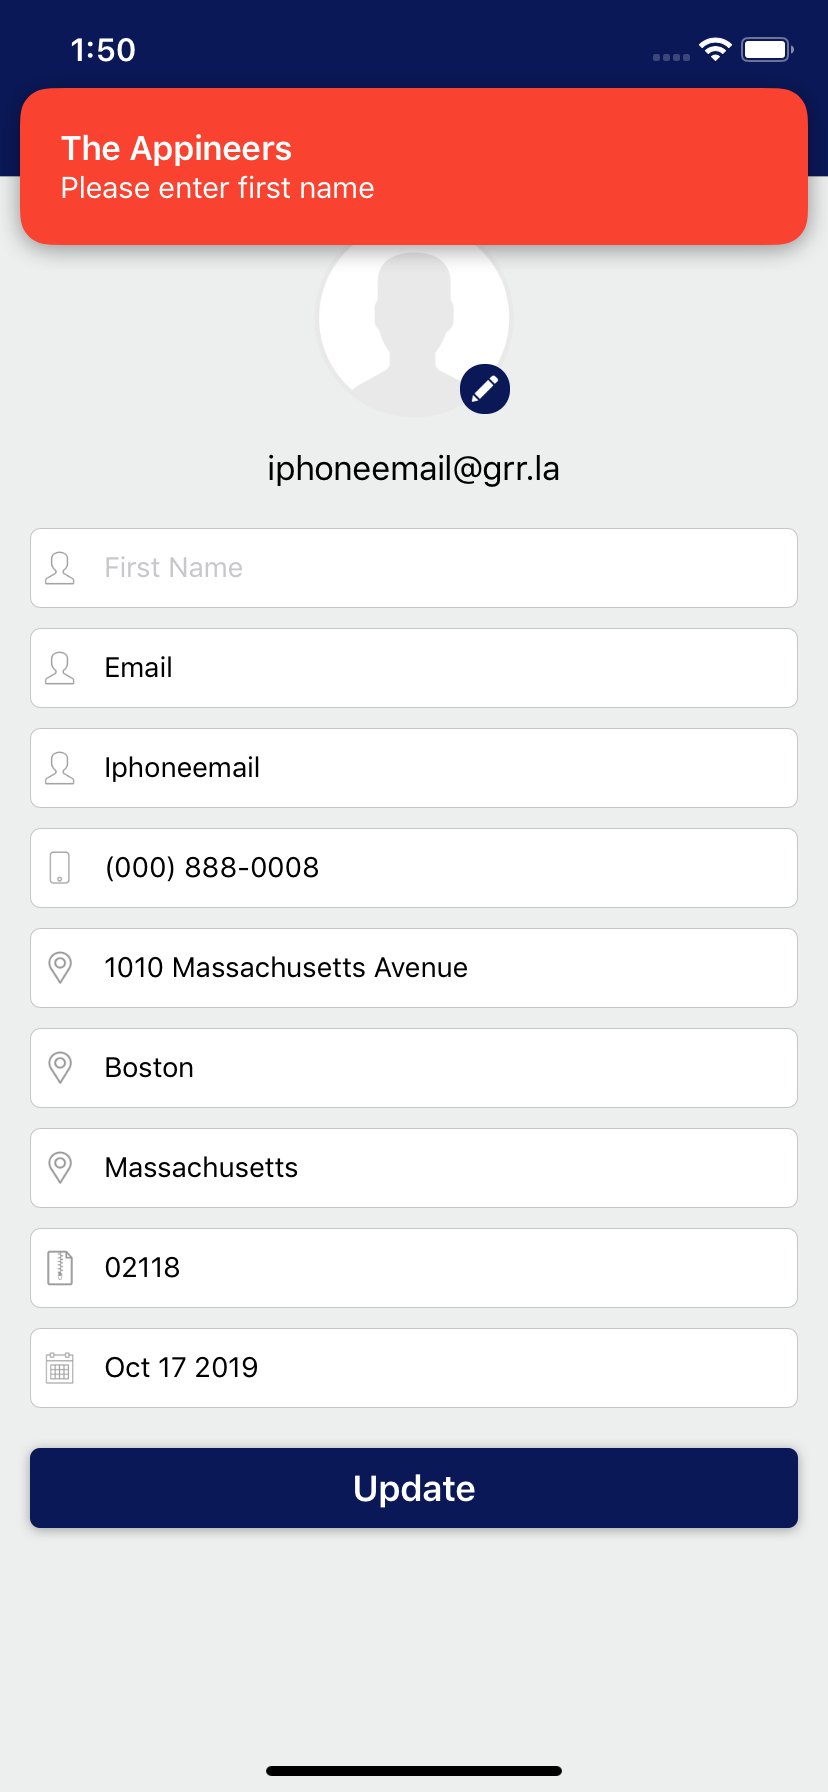 1:50
The Appineers
Please enter first name
iphoneemail@grr.la
First Name
Email
Iphoneemail
(000) 888-0008
1010 Massachusetts Avenue
Boston
Massachusetts
02118
Oct 17 2019
Update